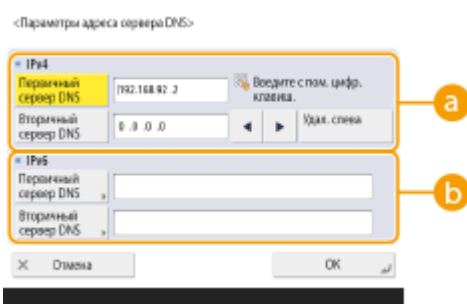 <Параметры адреса сервера DNS>
IPv4
Первичный сервер DNS
192.168.92 .2
Введите с пом. цифр. клавиш.
Вторичный сервер DNS
0 .0 .0 .0
◀ ▶
Удал. слева
a
IPv6
Первичный сервер DNS
Вторичный сервер DNS
b
× Отмена
OK